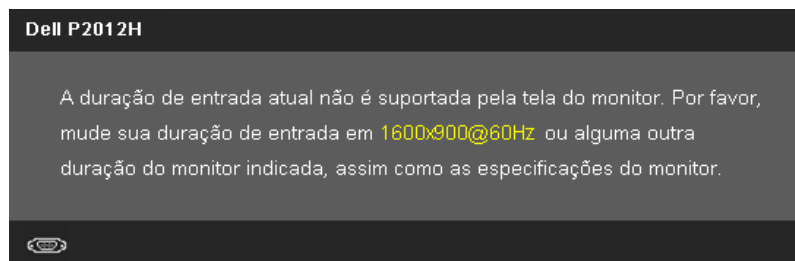 Dell P2012H
A duração de entrada atual não é suportada pela tela do monitor. Por favor,
mude sua duração de entrada em 1600x900@60Hz ou alguma outra
duração do monitor indicada, assim como as especificações do monitor.